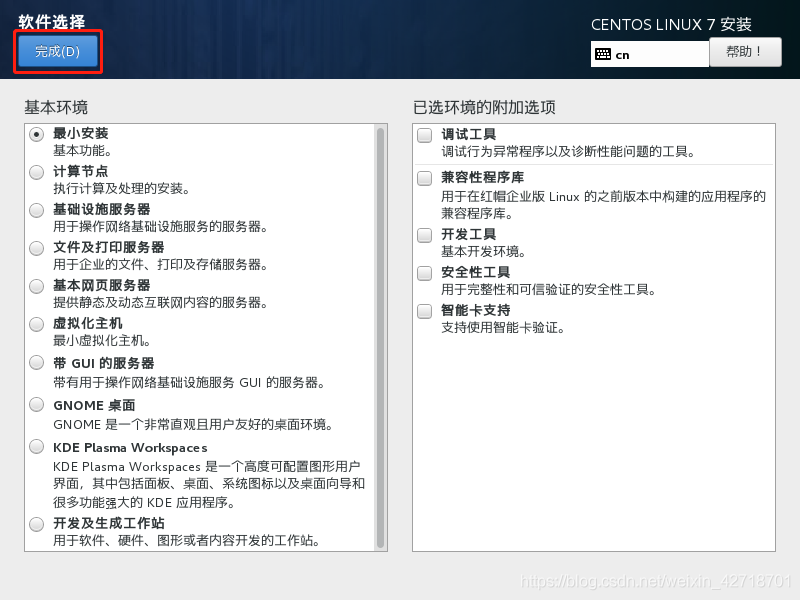 软件选择
CENTOS LINUX 7 安装
完成(D)
cn
帮助！
基本环境
最小安装
基本功能。
计算节点
执行计算及处理的安装。
基础设施服务器
用于操作网络基础设施服务的服务器。
文件及打印服务器
用于企业的文件、打印及存储服务器。
基本网页服务器
提供静态及动态互联网内容的服务器。
虚拟化主机
最小虚拟化主机。
带 GUI 的服务器
带有用于操作网络基础设施服务 GUI 的服务器。
GNOME 桌面
GNOME 是一个非常直观且用户友好的桌面环境。
KDE Plasma Workspaces
KDE Plasma Workspaces 是一个高度可配置图形用户
界面，其中包括面板、桌面、系统图标以及桌面向导和
很多功能强大的 KDE 应用程序。
开发及生成工作站
用于软件、硬件、图形或者内容开发的工作站。
已选环境的附加选项
调试工具
调试行为异常程序以及诊断性能问题的工具。
兼容性程序库
用于在红帽企业版 Linux 的之前版本中构建的应用程序的
兼容程序库。
开发工具
基本开发环境。
安全性工具
用于完整性和可信验证的安全性工具。
智能卡支持
支持使用智能卡验证。
https://blog.csdn.net/weixin_42718701